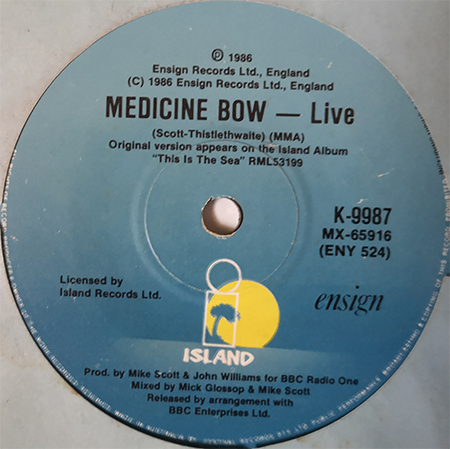 ℗ 1986
Ensign Records Ltd., England
(C) 1986 Ensign Records Ltd., England
MEDICINE BOW — Live
(Scott-Thistlethwaite) (MMA)
Original version appears on the Island Album
"This Is The Sea" RML53199
K-9987
MX-65916
(ENY 524)
Licensed by
Island Records Ltd.
ensign
ISLAND
Prod. by Mike Scott & John Williams for BBC Radio One
Mixed by Mick Glossop & Mike Scott
Released by arrangement with
BBC Enterprises Ltd.